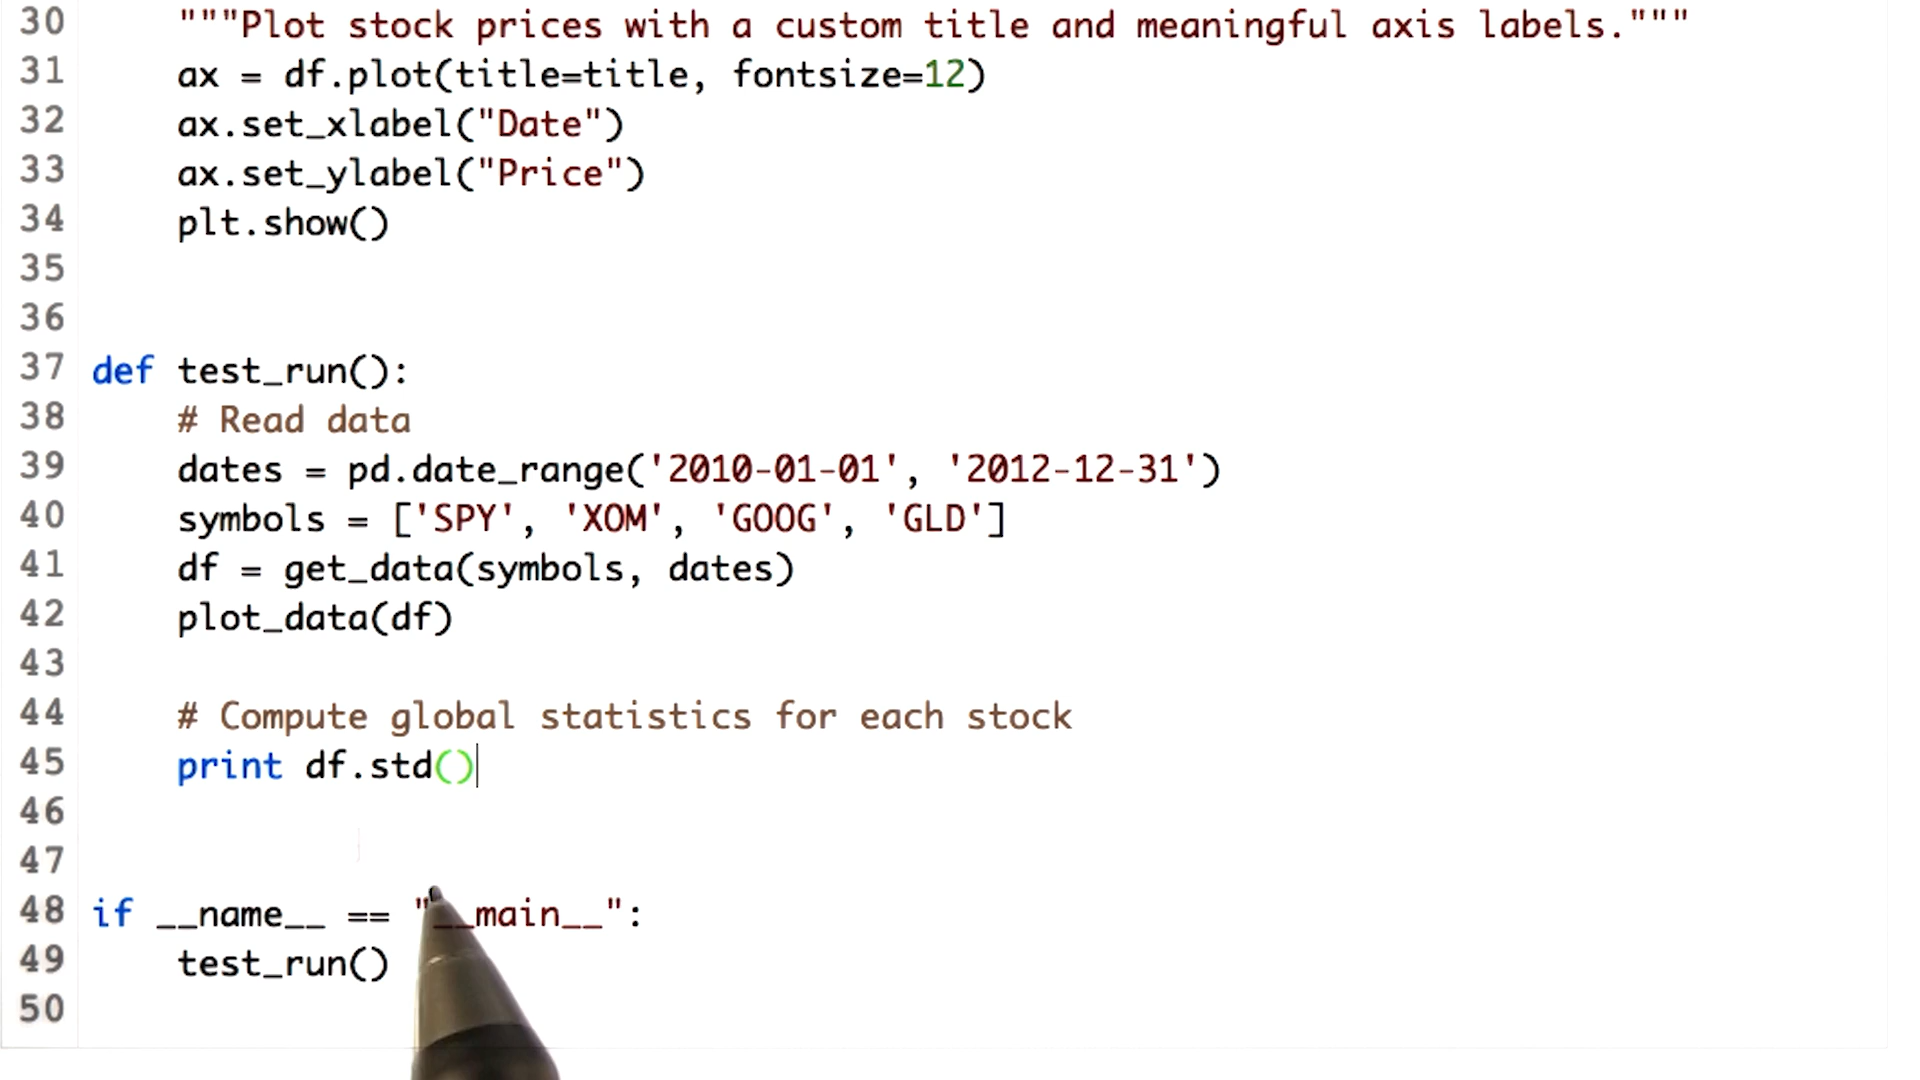 30 """Plot stock prices with a custom title and meaningful axis labels."""
31 ax = df.plot(title=title, fontsize=12)
32 ax.set_xlabel("Date")
33 ax.set_ylabel("Price")
34 plt.show()
35
36
37 def test_run():
38 # Read data
39 dates = pd.date_range('2010-01-01', '2012-12-31')
40 symbols = ['SPY', 'XOM', 'GOOG', 'GLD']
41 df = get_data(symbols, dates)
42 plot_data(df)
43
44 # Compute global statistics for each stock
45 print df.std()
46
47
48 if __name__ == "__main__":
49 test_run()
50